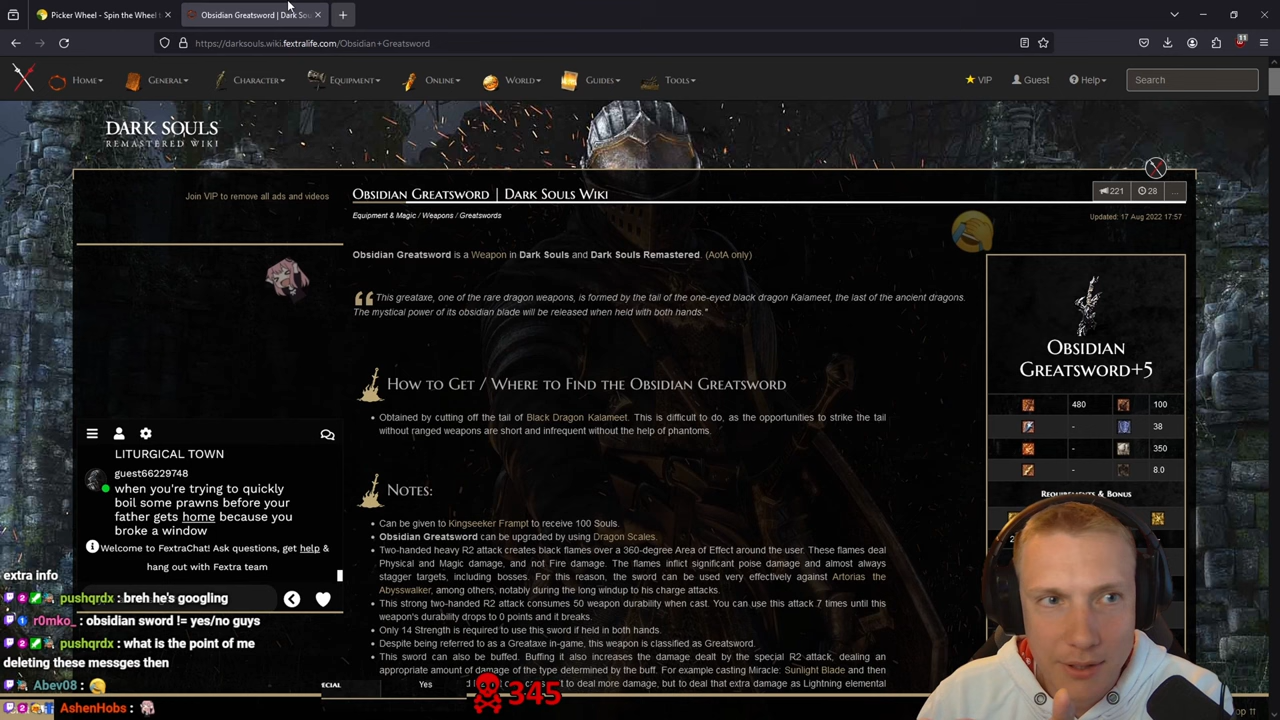 Picker Wheel - Spin the Wheel t
Obsidian Greatsword | Dark Sou
https://darksouls.wiki.fextralife.com/Obsidian+Greatsword
11
Home
General
Character
Equipment
Online
World
Guides
Tools
VIP
Guest
Help
Search
DARK SOULS
REMASTERED WIKI
Join VIP to remove all ads and videos
Obsidian Greatsword | Dark Souls Wiki
221
28
...
Equipment & Magic / Weapons / Greatswords
Updated: 17 Aug 2022 17:57
Obsidian Greatsword is a Weapon in Dark Souls and Dark Souls Remastered. (AotA only)
This greataxe, one of the rare dragon weapons, is formed by the tail of the one-eyed black dragon Kalameet, the last of the ancient dragons.
The mystical power of its obsidian blade will be released when held with both hands."
Obsidian
Greatsword+5
480 100
- 38
- 350
- 8.0
Requirements & Bonus
How to Get / Where to Find the Obsidian Greatsword
Obtained by cutting off the tail of Black Dragon Kalameet. This is difficult to do, as the opportunities to strike the tail
without ranged weapons are short and infrequent without the help of phantoms.
Notes:
Can be given to Kingseeker Frampt to receive 100 Souls.
Obsidian Greatsword can be upgraded by using Dragon Scales.
Two-handed heavy R2 attack creates black flames over a 360-degree Area of Effect around the user. These flames deal
Physical and Magic damage, and not Fire damage. The flames inflict significant poise damage and almost always
stagger targets, including bosses. For this reason, the sword can be used very effectively against Artorias the
Abysswalker, among others, notably during the long windup to his charge attacks.
This strong two-handed R2 attack consumes 50 weapon durability when cast. You can use this attack 7 times until this
weapon's durability drops to 0 points and it breaks.
Only 14 Strength is required to use this sword if held in both hands.
Despite being referred to as a Greataxe in-game, this weapon is classified as Greatsword.
This sword can also be buffed. Buffing it also increases the damage dealt by the special R2 attack, dealing an
appropriate amount of damage of the type determined by the buff. For example casting Miracle: Sunlight Blade and then
to deal more damage, but to deal that extra damage as Lightning elemental
LITURGICAL TOWN
guest66229748
when you're trying to quickly
boil some prawns before your
father gets home because you
broke a window
Welcome to FextraChat! Ask questions, get help &
hang out with Fextra team
extra info
pushqrdx : breh he's googling
r0mko_ : obsidian sword != yes/no guys
pushqrdx : what is the point of me
deleting these messges then
Abev08 :
AshenHobs :
ECIAL
Yes
345